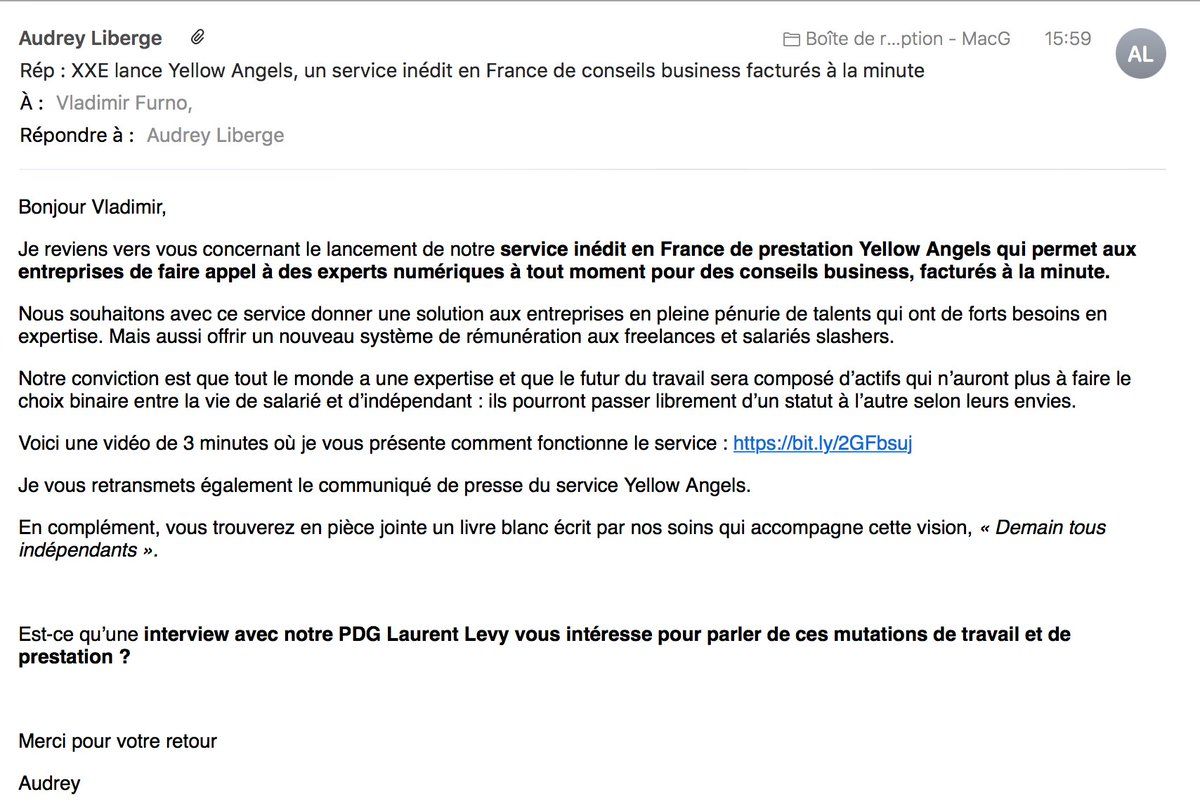 Audrey Liberge
Boîte de r...ption - MacG
15:59
AL
Rép : XXE lance Yellow Angels, un service inédit en France de conseils business facturés à la minute
À : Vladimir Furno,
Répondre à : Audrey Liberge
Bonjour Vladimir,
Je reviens vers vous concernant le lancement de notre service inédit en France de prestation Yellow Angels qui permet aux
entreprises de faire appel à des experts numériques à tout moment pour des conseils business, facturés à la minute.
Nous souhaitons avec ce service donner une solution aux entreprises en pleine pénurie de talents qui ont de forts besoins en
expertise. Mais aussi offrir un nouveau système de rémunération aux freelances et salariés slashers.
Notre conviction est que tout le monde a une expertise et que le futur du travail sera composé d’actifs qui n’auront plus à faire le
choix binaire entre la vie de salarié et d’indépendant : ils pourront passer librement d’un statut à l’autre selon leurs envies.
Voici une vidéo de 3 minutes où je vous présente comment fonctionne le service : https://bit.ly/2GFbsuj
Je vous retransmets également le communiqué de presse du service Yellow Angels.
En complément, vous trouverez en pièce jointe un livre blanc écrit par nos soins qui accompagne cette vision, « Demain tous
indépendants ».
Est-ce qu’une interview avec notre PDG Laurent Levy vous intéresse pour parler de ces mutations de travail et de
prestation ?
Merci pour votre retour
Audrey